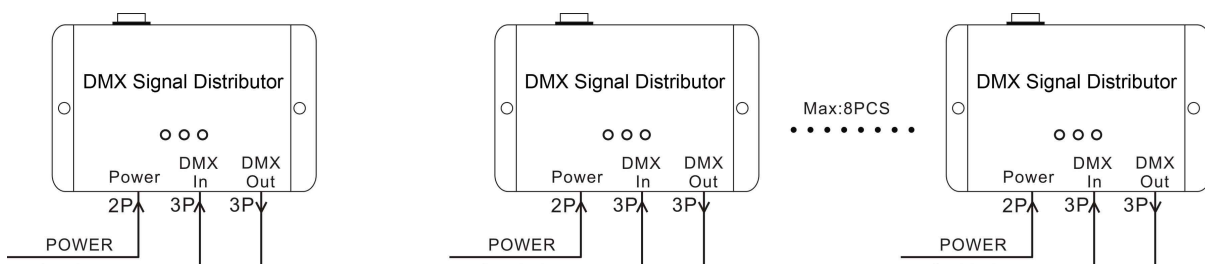 DMX Signal Distributor
Power
DMX
In
DMX
Out
2P
3P
3P
POWER
DMX Signal Distributor
Power
DMX
In
DMX
Out
2P
3P
3P
POWER
Max:8PCS
DMX Signal Distributor
Power
DMX
In
DMX
Out
2P
3P
3P
POWER